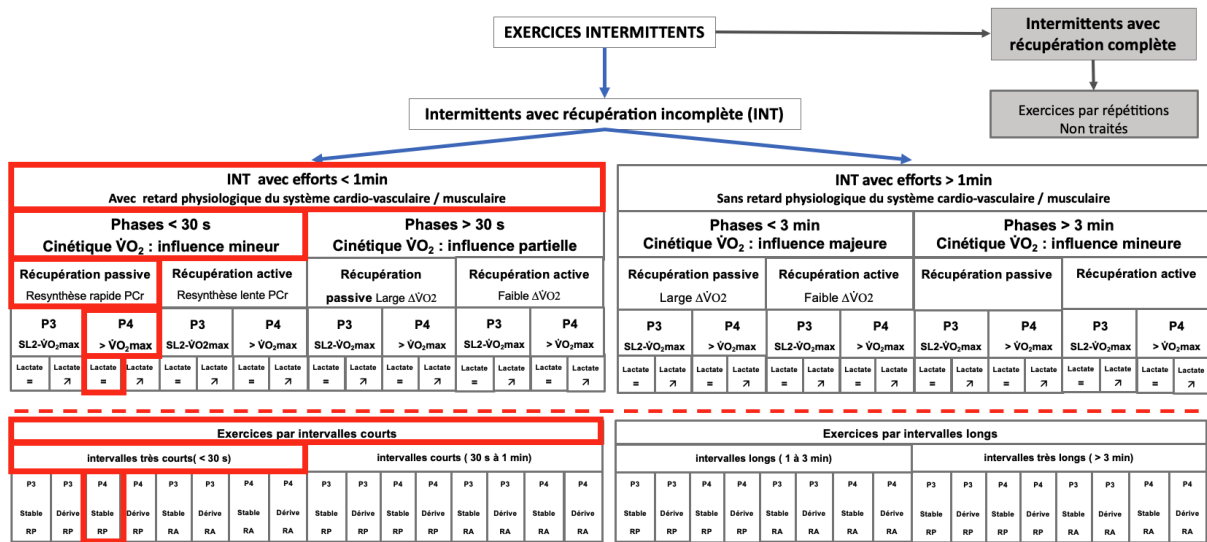 EXERCICES INTERMITTENTS
Intermittents avec
récupération complète
Intermittents avec récupération incomplète (INT)
Exercices par répétitions
Non traités
INT avec efforts < 1min
Avec retard physiologique du système cardio-vasculaire / musculaire
INT avec efforts > 1min
Sans retard physiologique du système cardio-vasculaire / musculaire
Phases < 30 s
Cinétique V̇O₂ : influence mineur
Phases > 30 s
Cinétique V̇O₂ : influence partielle
Phases < 3 min
Cinétique V̇O₂ : influence majeure
Phases > 3 min
Cinétique V̇O₂ : influence mineure
Récupération passive
Resynthèse rapide PCr
Récupération active
Resynthèse lente PCr
Récupération
passive Large ΔV̇O2
Récupération active
Faible ΔV̇O2
Récupération passive
Large ΔV̇O2
Récupération active
Faible ΔV̇O2
Récupération passive
Récupération active
P3 P4 P3 P4 P3 P4 P3 P4 P3 P4 P3 P4 P3 P4 P3 P4
SL2-V̇O₂max > V̇O₂max SL2-V̇O2max > V̇O₂max SL2-V̇O₂max > V̇O₂max SL2-V̇O₂max > V̇O₂max SL2-V̇O₂max > V̇O₂max SL2-V̇O₂max > V̇O₂max SL2-V̇O₂max > V̇O₂max SL2-V̇O₂max > V̇O₂max
Lactate Lactate Lactate Lactate Lactate Lactate Lactate Lactate Lactate Lactate Lactate Lactate Lactate Lactate Lactate Lactate Lactate Lactate Lactate Lactate Lactate Lactate Lactate Lactate Lactate Lactate Lactate Lactate Lactate Lactate Lactate Lactate
= ↗ = ↗ = ↗ = ↗ = ↗ = ↗ = ↗ = ↗ = ↗ = ↗ = ↗ = ↗ = ↗ = ↗ = ↗ = ↗
Exercices par intervalles courts
Exercices par intervalles longs
intervalles très courts( < 30 s)
intervalles courts ( 30 s à 1 min)
intervalles longs ( 1 à 3 min)
intervalles très longs ( > 3 min)
P3 P3 P4 P4 P3 P3 P4 P4 P3 P3 P4 P4 P3 P3 P4 P4 P3 P3 P4 P4 P3 P3 P4 P4 P3 P3 P4 P4 P3 P3 P4 P4
Stable Dérive Stable Dérive Stable Dérive Stable Dérive Stable Dérive Stable Dérive Stable Dérive Stable Dérive Stable Dérive Stable Dérive Stable Dérive Stable Dérive Stable Dérive Stable Dérive Stable Dérive Stable Dérive
RP RP RP RP RA RA RA RA RP RP RP RP RA RA RA RA RP RP RP RP RA RA RA RA RP RP RP RP RA RA RA RA